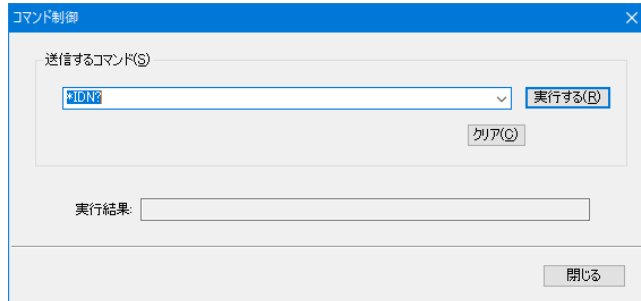 コマンド制御
送信するコマンド(S)
*IDN?
実行する(R)
クリア(C)
実行結果:
閉じる